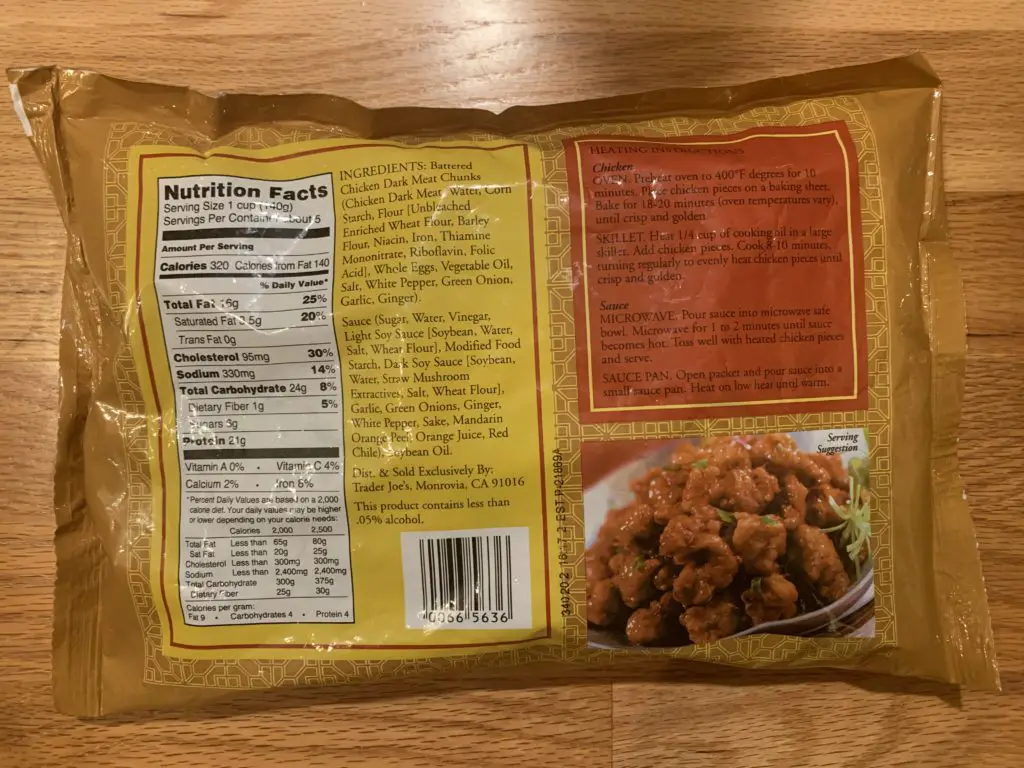 Nutrition Facts
Serving Size 1 cup (140g)
Servings Per Container about 5
Amount Per Serving
Calories 320 Calories from Fat 140
% Daily Value*
Total Fat 16g 25%
Saturated Fat 3.5g 20%
Trans Fat 0g
Cholesterol 95mg 30%
Sodium 330mg 14%
Total Carbohydrate 24g 8%
Dietary Fiber 1g 5%
Sugars 3g
Protein 21g
Vitamin A 0% • Vitamin C 4%
Calcium 2% • Iron 6%
*Percent Daily Values are based on a 2,000
calorie diet. Your daily values may be higher
or lower depending on your calorie needs:
Calories 2,000 2,500
Total Fat Less than 65g 80g
Sat Fat Less than 20g 25g
Cholesterol Less than 300mg 300mg
Sodium Less than 2,400mg 2,400mg
Total Carbohydrate 300g 375g
Dietary Fiber 25g 30g
Calories per gram:
Fat 9 • Carbohydrates 4 • Protein 4
INGREDIENTS: Battered
Chicken Dark Meat Chunks
(Chicken Dark Meat, Water, Corn
Starch, Flour [Unbleached
Enriched Wheat Flour, Barley
Flour, Niacin, Iron, Thiamine
Mononitrate, Riboflavin, Folic
Acid], Whole Eggs, Vegetable Oil,
Salt, White Pepper, Green Onion,
Garlic, Ginger).
Sauce (Sugar, Water, Vinegar,
Light Soy Sauce [Soybean, Water,
Salt, Wheat Flour], Modified Food
Starch, Dark Soy Sauce [Soybean,
Water, Straw Mushroom
Extractives, Salt, Wheat Flour],
Garlic, Green Onions, Ginger,
White Pepper, Sake, Mandarin
Orange Peel, Orange Juice, Red
Chile), Soybean Oil.
Dist. & Sold Exclusively By:
Trader Joe's, Monrovia, CA 91016
This product contains less than
.05% alcohol.
0056 5636
HEATING INSTRUCTIONS
Chicken
OVEN. Preheat oven to 400°F degrees for 10
minutes. Place chicken pieces on a baking sheet.
Bake for 18-20 minutes (oven temperatures vary),
until crisp and golden.
SKILLET. Heat 1/4 cup of cooking oil in a large
skillet. Add chicken pieces. Cook 8-10 minutes,
turning regularly to evenly heat chicken pieces until
crisp and golden.
Sauce
MICROWAVE. Pour sauce into microwave safe
bowl. Microwave for 1 to 2 minutes until sauce
becomes hot. Toss well with heated chicken pieces
and serve.
SAUCE PAN. Open packet and pour sauce into a
small sauce pan. Heat on low heat until warm.
Serving
Suggestion
EST.P-21869A